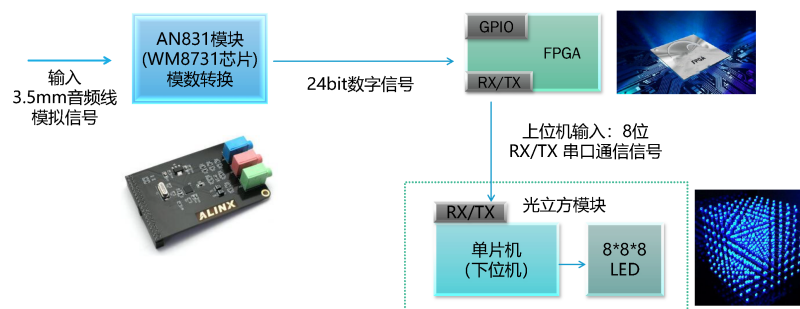 输入
3.5mm音频线
模拟信号
AN831模块
(WM8731芯片)
模数转换
24bit数字信号
GPIO
FPGA
RX/TX
FPGA
上位机输入：8位
RX/TX 串口通信信号
ALINX
RX/TX
光立方模块
单片机
（下位机）
8*8*8
LED